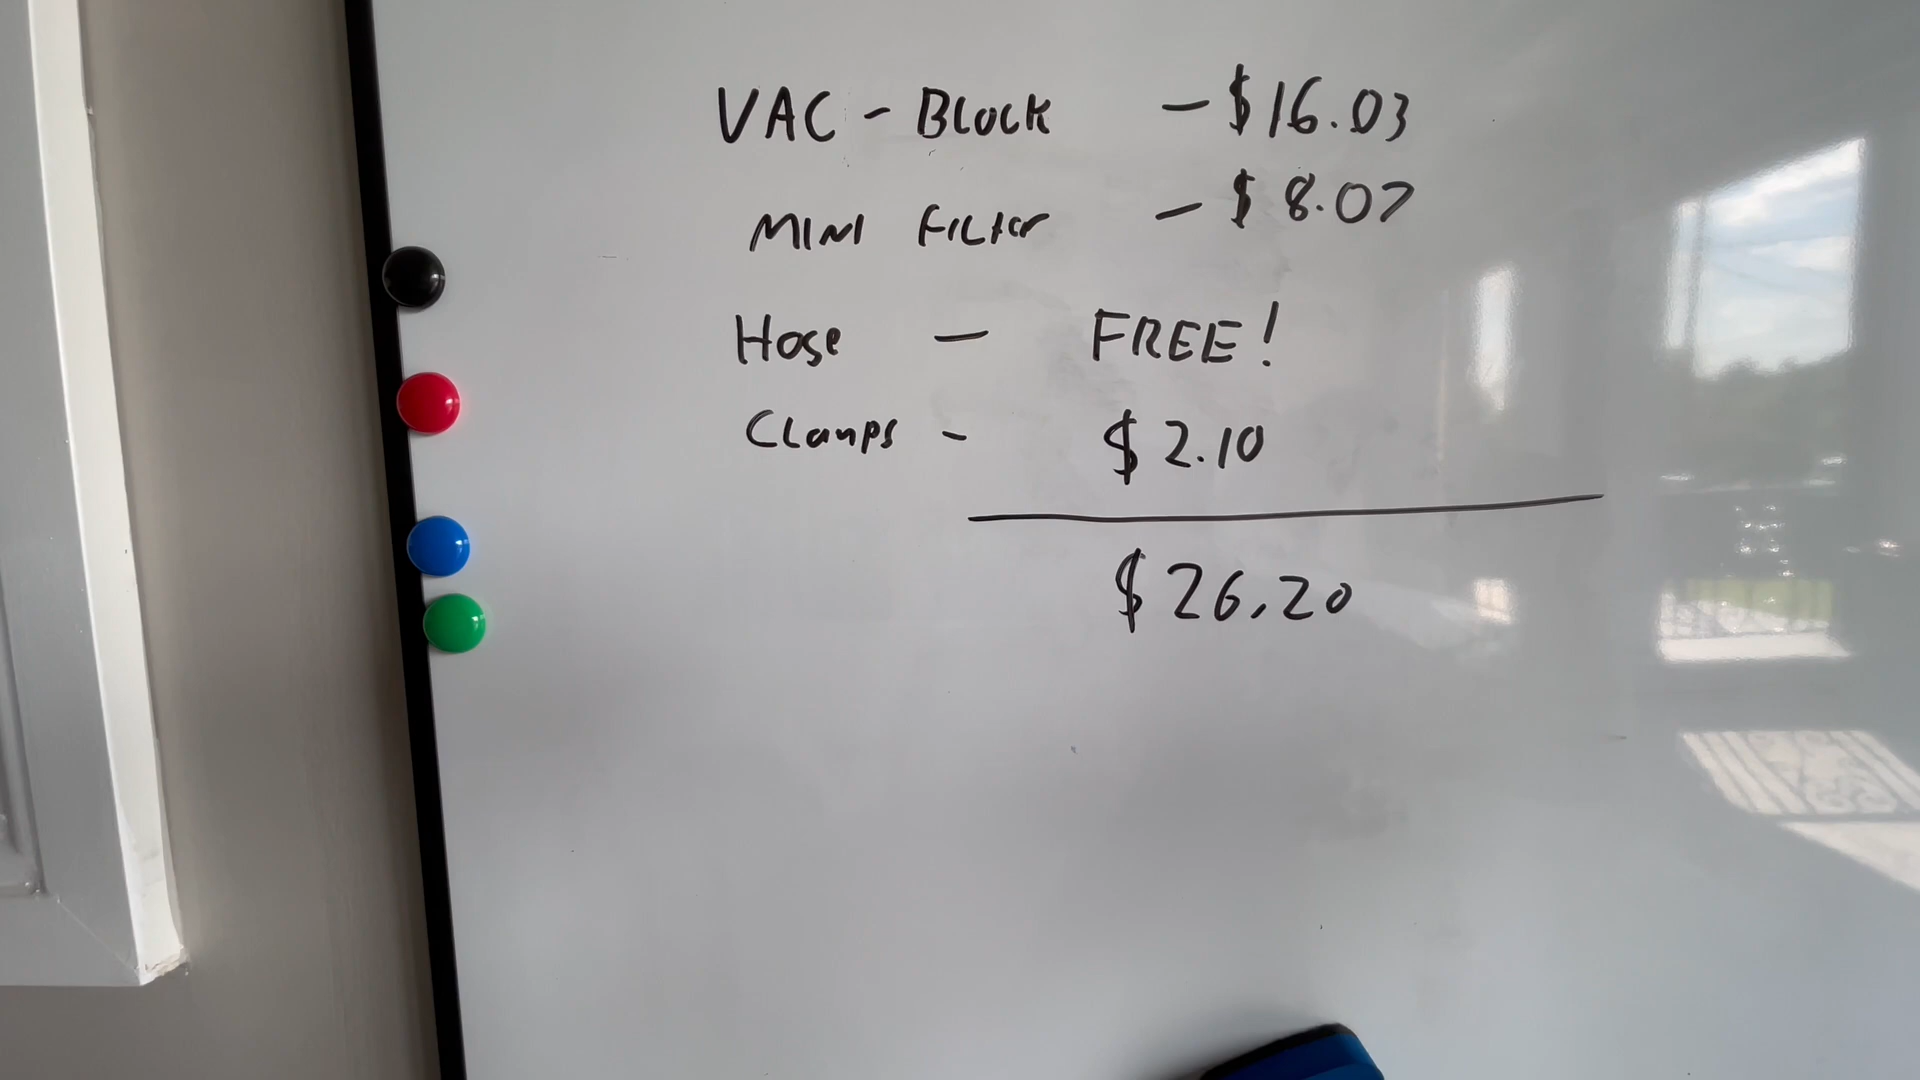 VAC - BLOCK - $16.03
MINI FILTER - $8.07
Hose - FREE!
Clamps - $2.10
$26.20